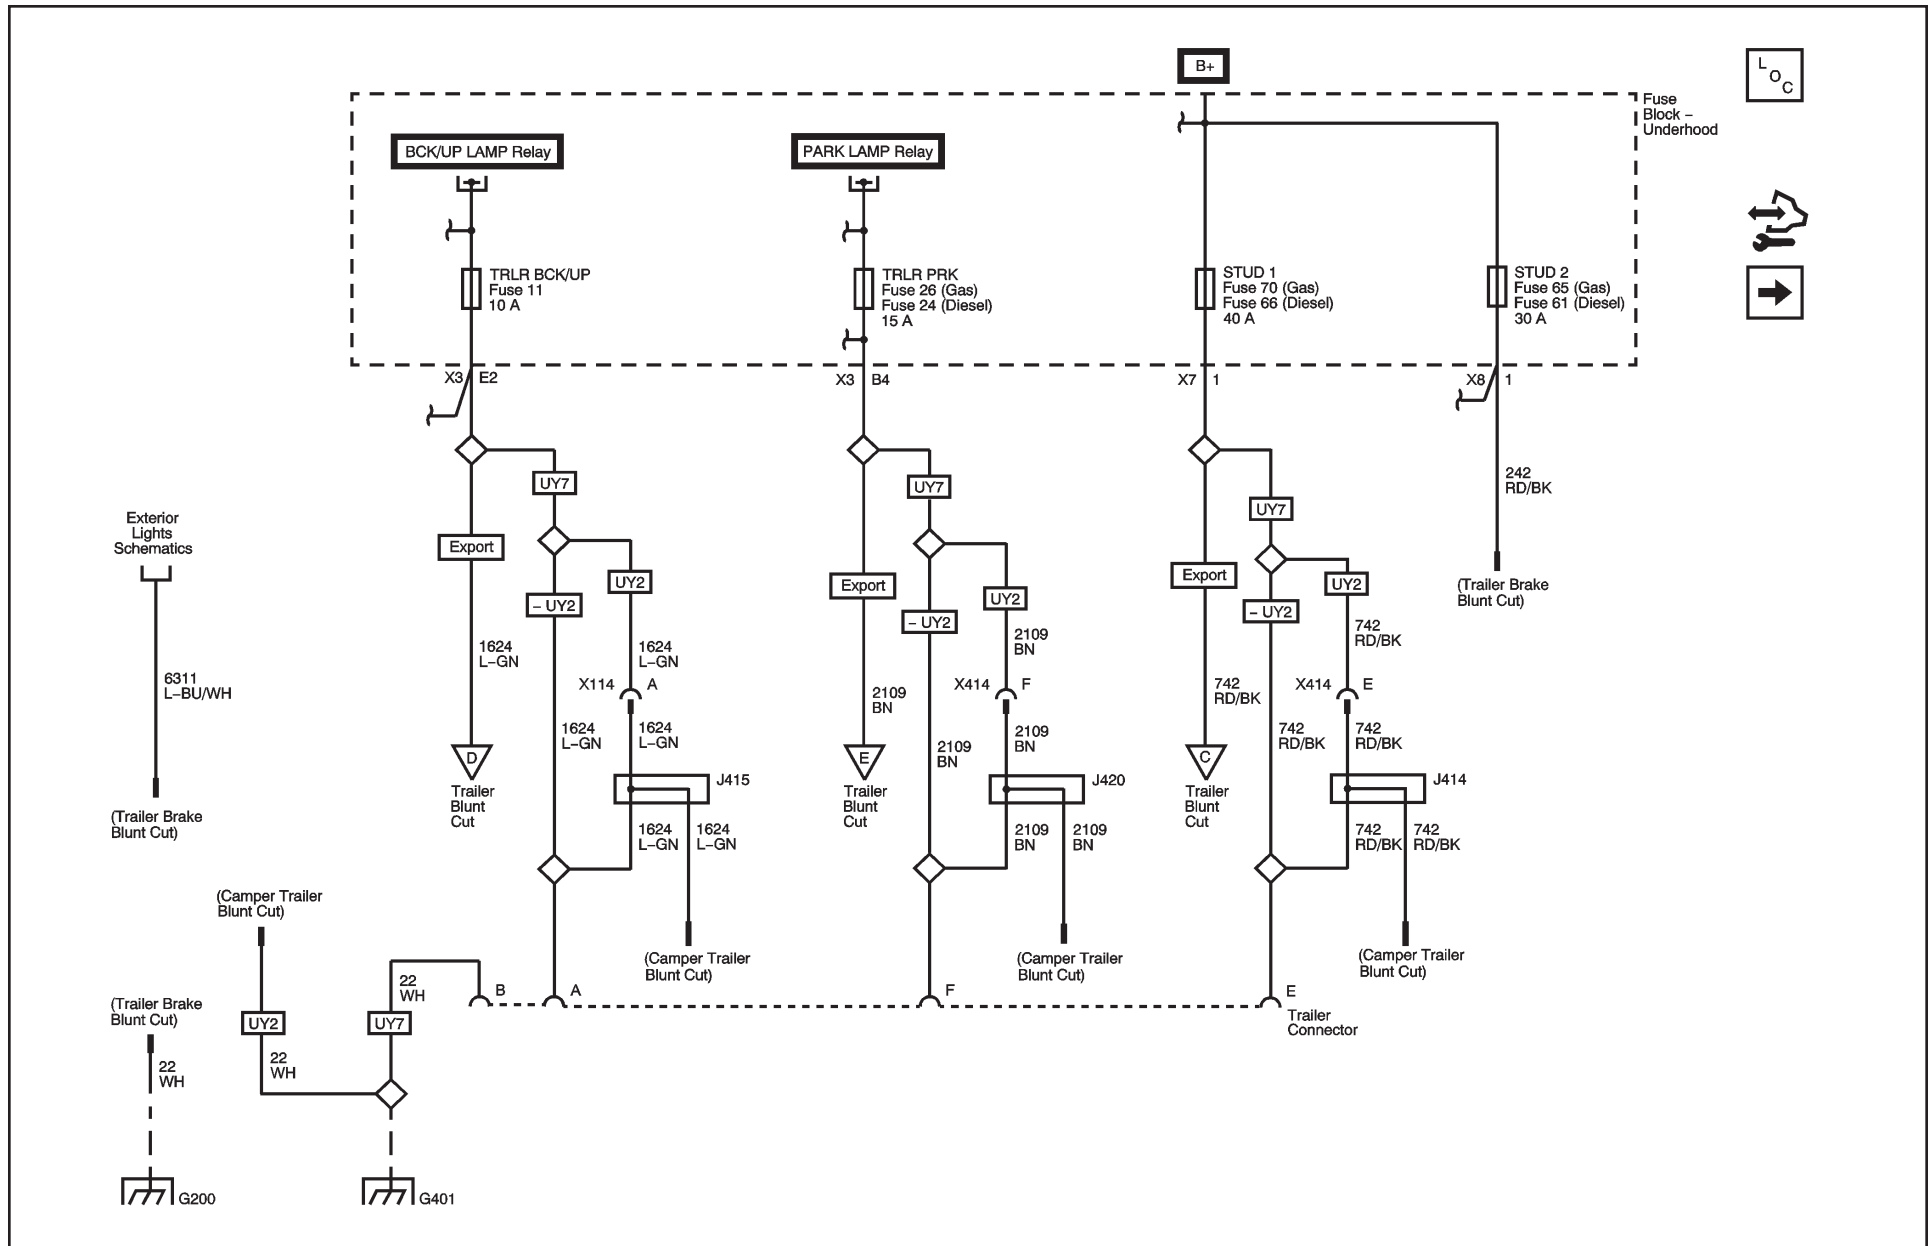 B+
L
O
C
Fuse
Block –
Underhood
BCK/UP LAMP Relay
PARK LAMP Relay
TRLR BCK/UP
Fuse 11
10 A
TRLR PRK
Fuse 26 (Gas)
Fuse 24 (Diesel)
15 A
STUD 1
Fuse 70 (Gas)
Fuse 66 (Diesel)
40 A
STUD 2
Fuse 65 (Gas)
Fuse 61 (Diesel)
30 A
X3 E2
X3 B4
X7 1
X8 1
UY7
UY7
UY7
242
RD/BK
Exterior
Lights
Schematics
Export
UY2
– UY2
Export
UY2
– UY2
Export
UY2
– UY2
(Trailer Brake
Blunt Cut)
1624
L–GN
1624
L–GN
2109
BN
742
RD/BK
6311
L–BU/WH
X114 A
2109
BN
X414 F
742
RD/BK
X414 E
1624
L–GN
1624
L–GN
2109
BN
2109
BN
742
RD/BK
742
RD/BK
D
Trailer
Blunt
Cut
J415
E
Trailer
Blunt
Cut
J420
C
Trailer
Blunt
Cut
J414
(Trailer Brake
Blunt Cut)
1624
L–GN
1624
L–GN
2109
BN
2109
BN
742
RD/BK
742
RD/BK
(Camper Trailer
Blunt Cut)
(Camper Trailer
Blunt Cut)
(Camper Trailer
Blunt Cut)
(Camper Trailer
Blunt Cut)
22
WH
B
A
F
E
Trailer
Connector
(Trailer Brake
Blunt Cut)
UY2
UY7
22
WH
22
WH
G200
G401